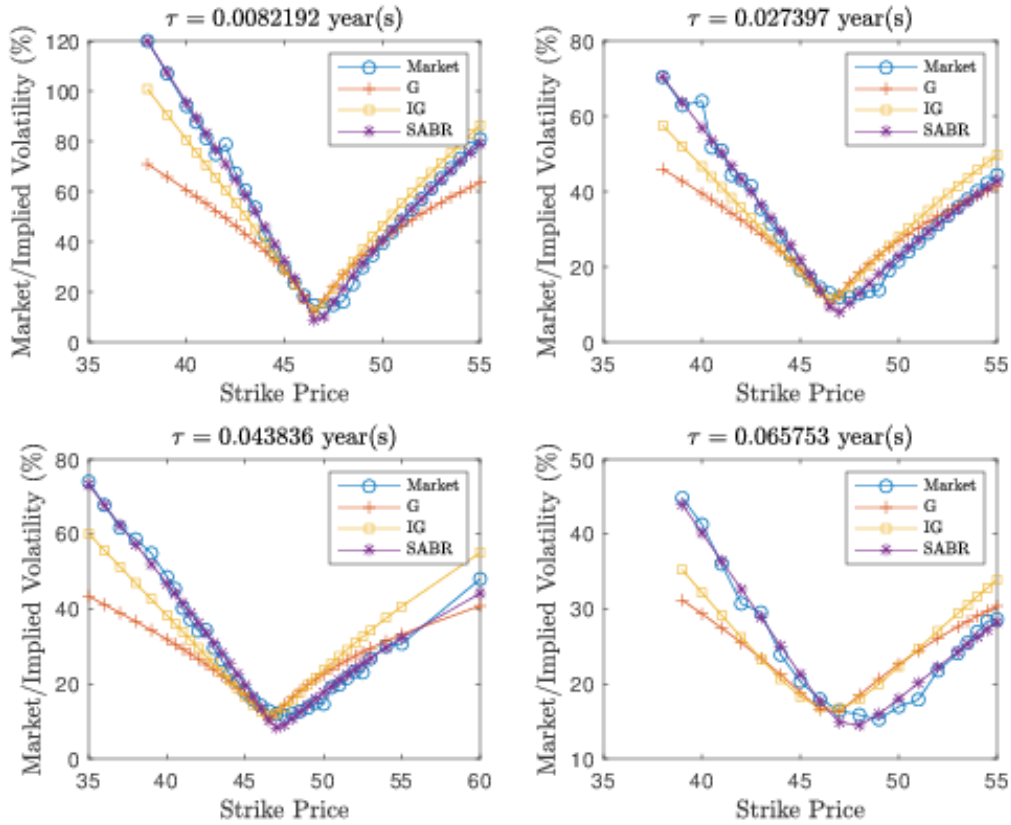 τ = 0.0082192 year(s)
Market/Implied Volatility (%)
120
100
80
60
40
20
0
Market
G
IG
SABR
35 40 45 50 55
Strike Price
τ = 0.027397 year(s)
Market/Implied Volatility (%)
80
60
40
20
0
Market
G
IG
SABR
35 40 45 50 55
Strike Price
τ = 0.043836 year(s)
Market/Implied Volatility (%)
80
60
40
20
0
Market
G
IG
SABR
35 40 45 50 55 60
Strike Price
τ = 0.065753 year(s)
Market/Implied Volatility (%)
50
40
30
20
10
Market
G
IG
SABR
35 40 45 50 55
Strike Price